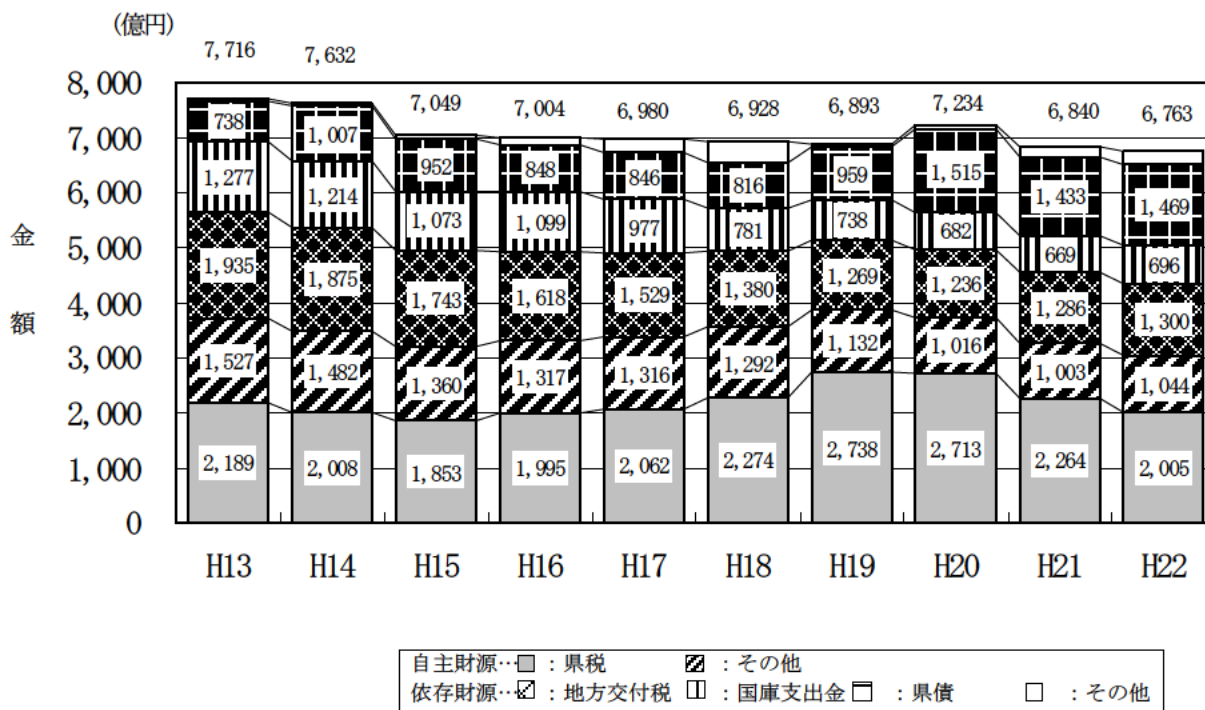 (億円)
7,716 7,632
8,000 7,049 7,004 6,980 6,928 6,893 7,234 6,840 6,763
738 1,007 952 848 846 816 959 1,515 1,433 1,469
7,000
1,277 1,214 1,073 1,099 977 781 738 682 669 696
6,000
1,935 1,875 1,743 1,618 1,529 1,380 1,269 1,236 1,286 1,300
5,000
4,000
1,527 1,482 1,360 1,317 1,316 1,292 1,132 1,016 1,003 1,044
3,000
2,000
2,189 2,008 1,853 1,995 2,062 2,274 2,738 2,713 2,264 2,005
1,000
0
金額
H13 H14 H15 H16 H17 H18 H19 H20 H21 H22
自主財源…：県税 ：その他
依存財源…：地方交付税 ：国庫支出金 ：県債 ：その他